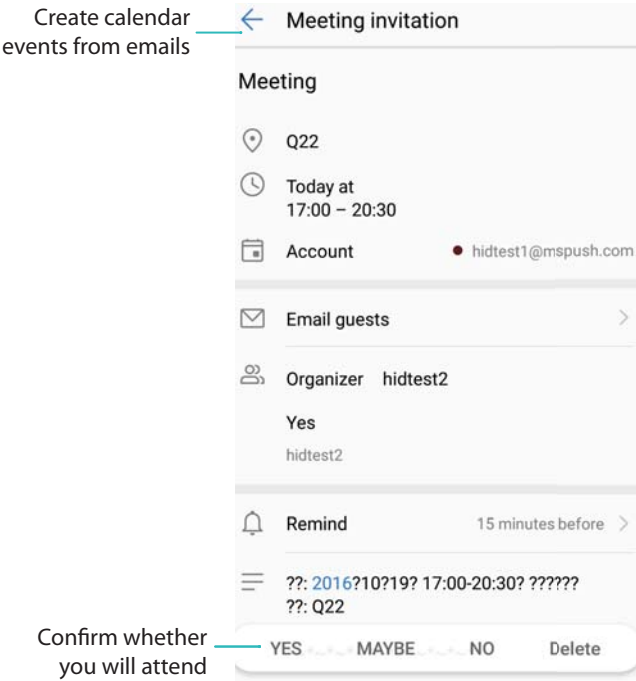 Create calendar
events from emails
Meeting invitation
Meeting
Q22
Today at
17:00 – 20:30
Account hidtest1@mspush.com
Email guests
Organizer hidtest2
Yes
hidtest2
Remind 15 minutes before
??: 2016?10?19? 17:00-20:30? ??????
??: Q22
Confirm whether
you will attend
YES MAYBE NO Delete